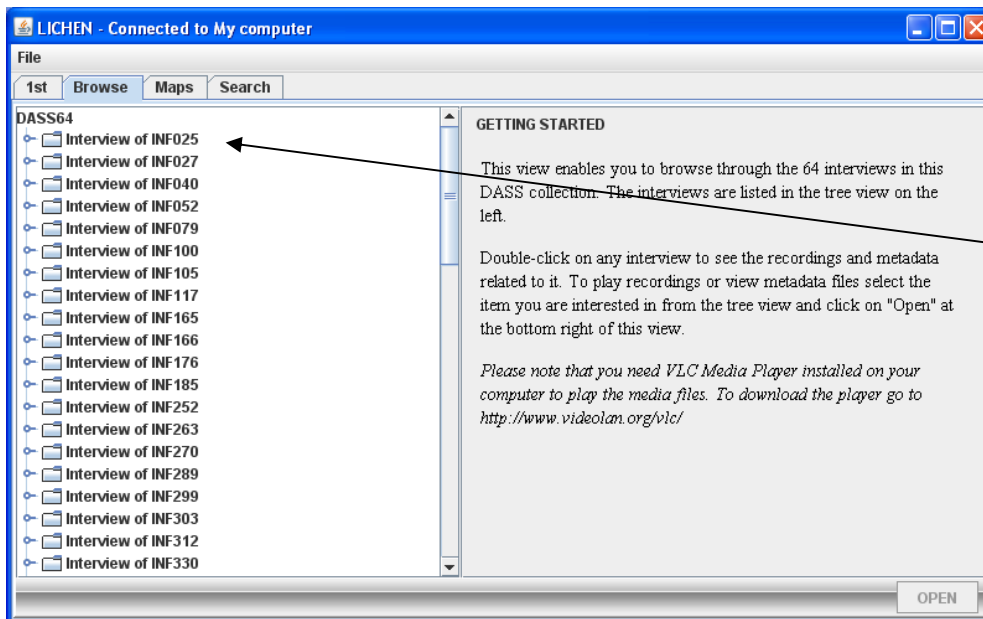 LICHEN - Connected to My computer
File
1st Browse Maps Search
DASS64
Interview of INF025
Interview of INF027
Interview of INF040
Interview of INF052
Interview of INF079
Interview of INF100
Interview of INF105
Interview of INF117
Interview of INF165
Interview of INF166
Interview of INF176
Interview of INF185
Interview of INF252
Interview of INF263
Interview of INF270
Interview of INF289
Interview of INF299
Interview of INF303
Interview of INF312
Interview of INF330
GETTING STARTED
This view enables you to browse through the 64 interviews in this
DASS collection. The interviews are listed in the tree view on the
left.
Double-click on any interview to see the recordings and metadata
related to it. To play recordings or view metadata files select the
item you are interested in from the tree view and click on "Open" at
the bottom right of this view.
Please note that you need VLC Media Player installed on your
computer to play the media files. To download the player go to
http://www.videolan.org/vlc/
OPEN